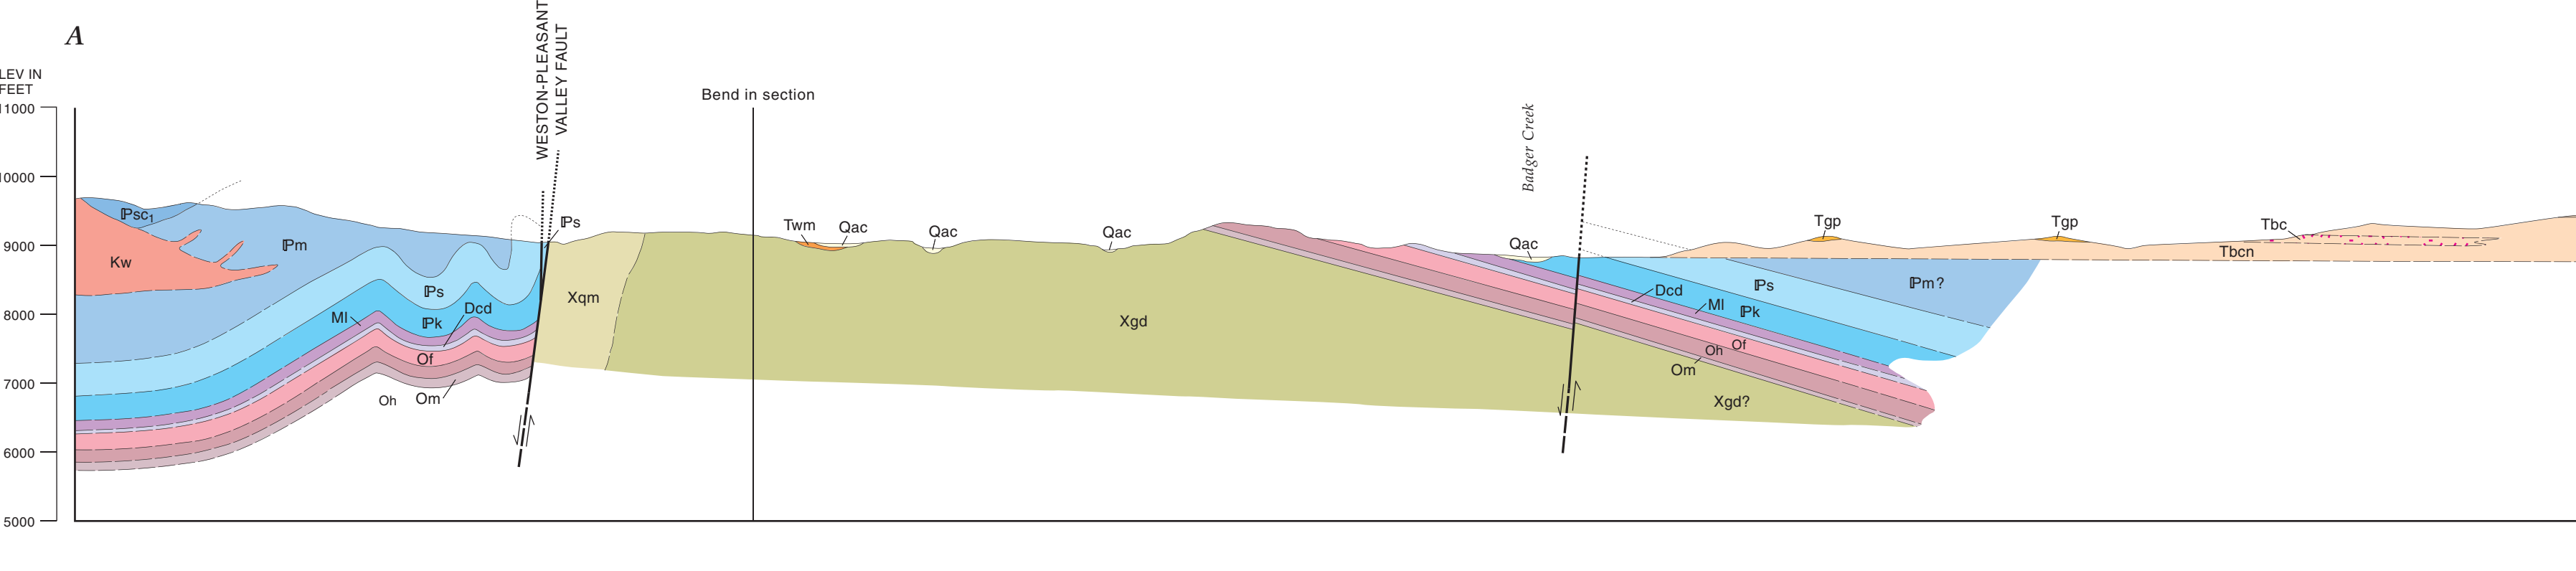 A
LEV IN
FEET
11000
10000
9000
8000
7000
6000
5000
WESTON-PLEASANT
VALLEY FAULT
Bend in section
Badger Creek
ℙsc1
ℙm
Kw
ℙs
ℙs
Ml
ℙk
Dcd
Of
Oh
Om
Xqm
Twm
Qac
Qac
Qac
Xgd
Qac
Dcd
Ml
ℙk
ℙs
ℙm?
Oh
Of
Om
Xgd?
Tgp
Tgp
Tbc
Tbcn